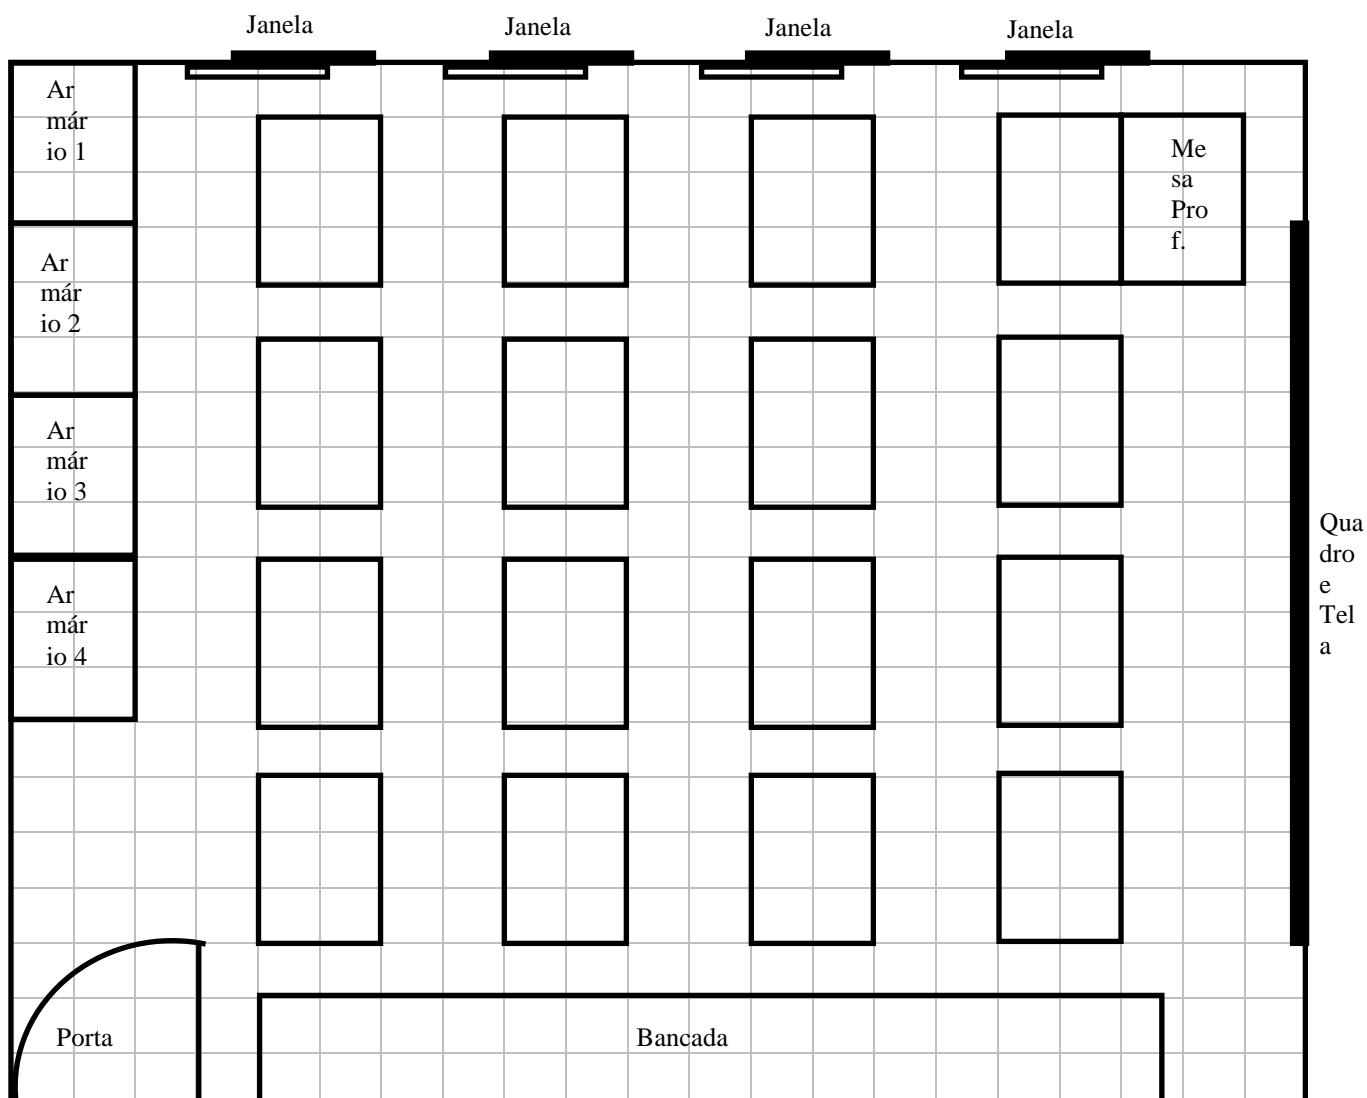 Janela
Janela
Janela
Janela
Ar
már
io 1
Me
sa
Pro
f.
Ar
már
io 2
Ar
már
io 3
Qua
dro
e
Tel
a
Ar
már
io 4
Porta
Bancada